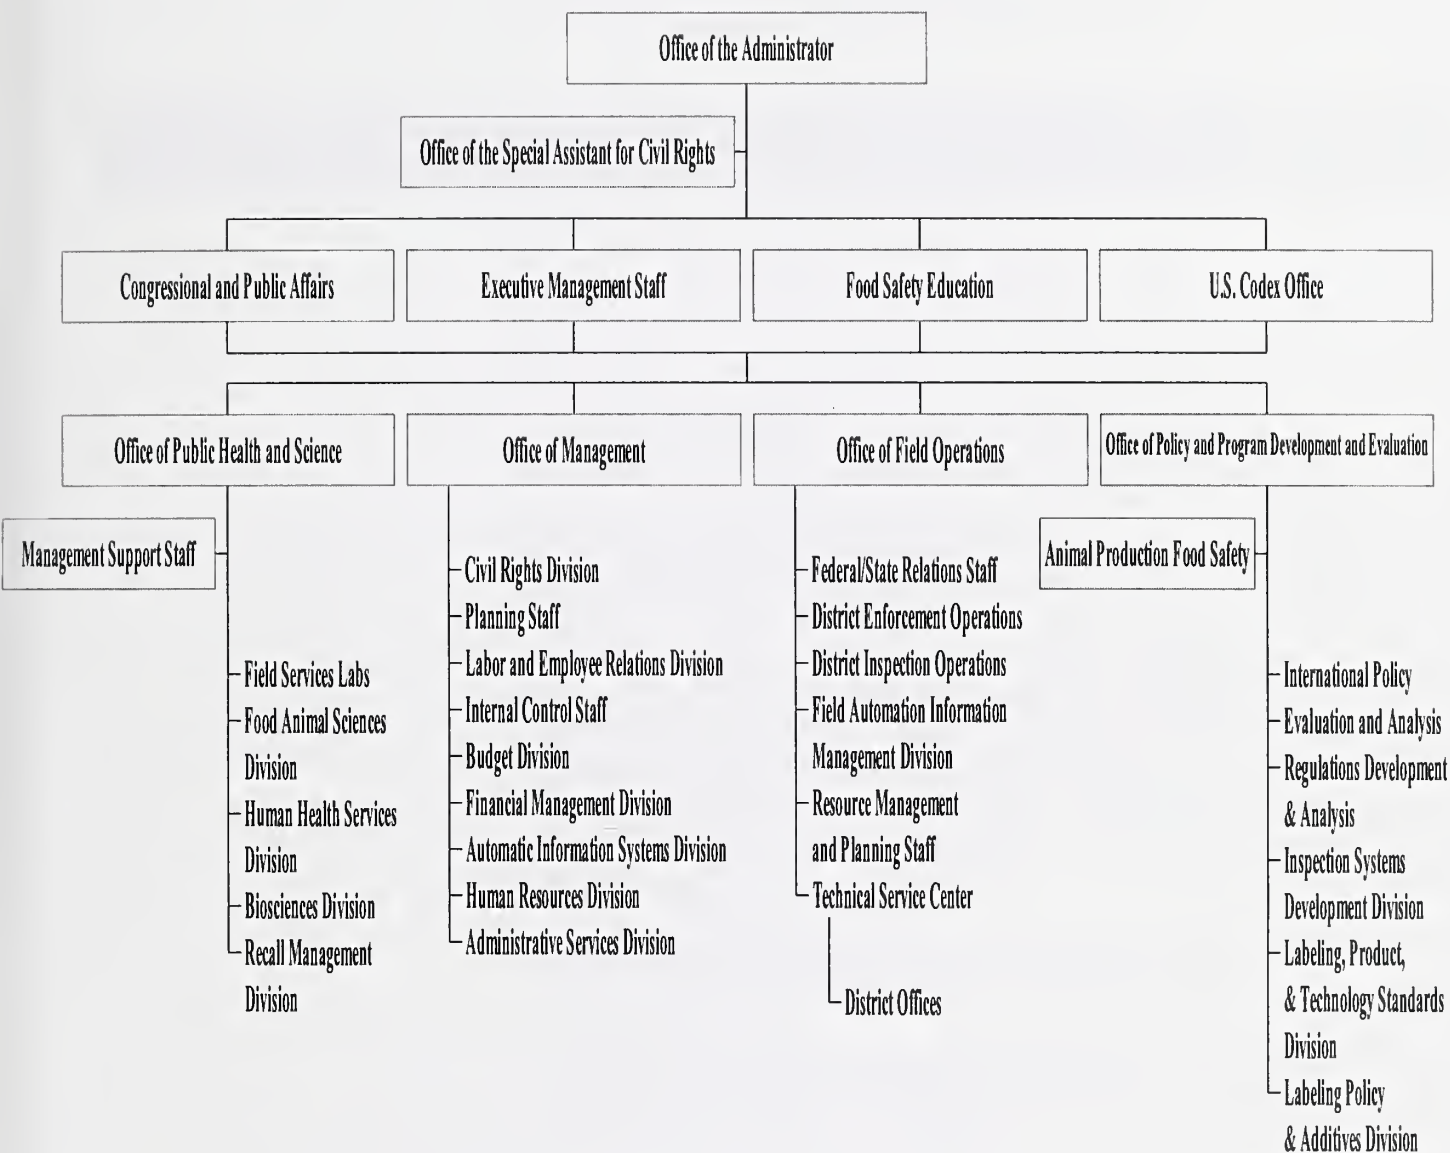 Office of the Administrator
Office of the Special Assistant for Civil Rights
Congressional and Public Affairs
Executive Management Staff
Food Safety Education
U.S. Codex Office
Office of Public Health and Science
Office of Management
Office of Field Operations
Office of Policy and Program Development and Evaluation
Management Support Staff
Field Services Labs
Food Animal Sciences
Division
Human Health Services
Division
Biosciences Division
Recall Management
Division
Civil Rights Division
Planning Staff
Labor and Employee Relations Division
Internal Control Staff
Budget Division
Financial Management Division
Automatic Information Systems Division
Human Resources Division
Administrative Services Division
Federal/State Relations Staff
District Enforcement Operations
District Inspection Operations
Field Automation Information
Management Division
Resource Management
and Planning Staff
Technical Service Center
District Offices
Animal Production Food Safety
International Policy
Evaluation and Analysis
Regulations Development
& Analysis
Inspection Systems
Development Division
Labeling, Product,
& Technology Standards
Division
Labeling Policy
& Additives Division